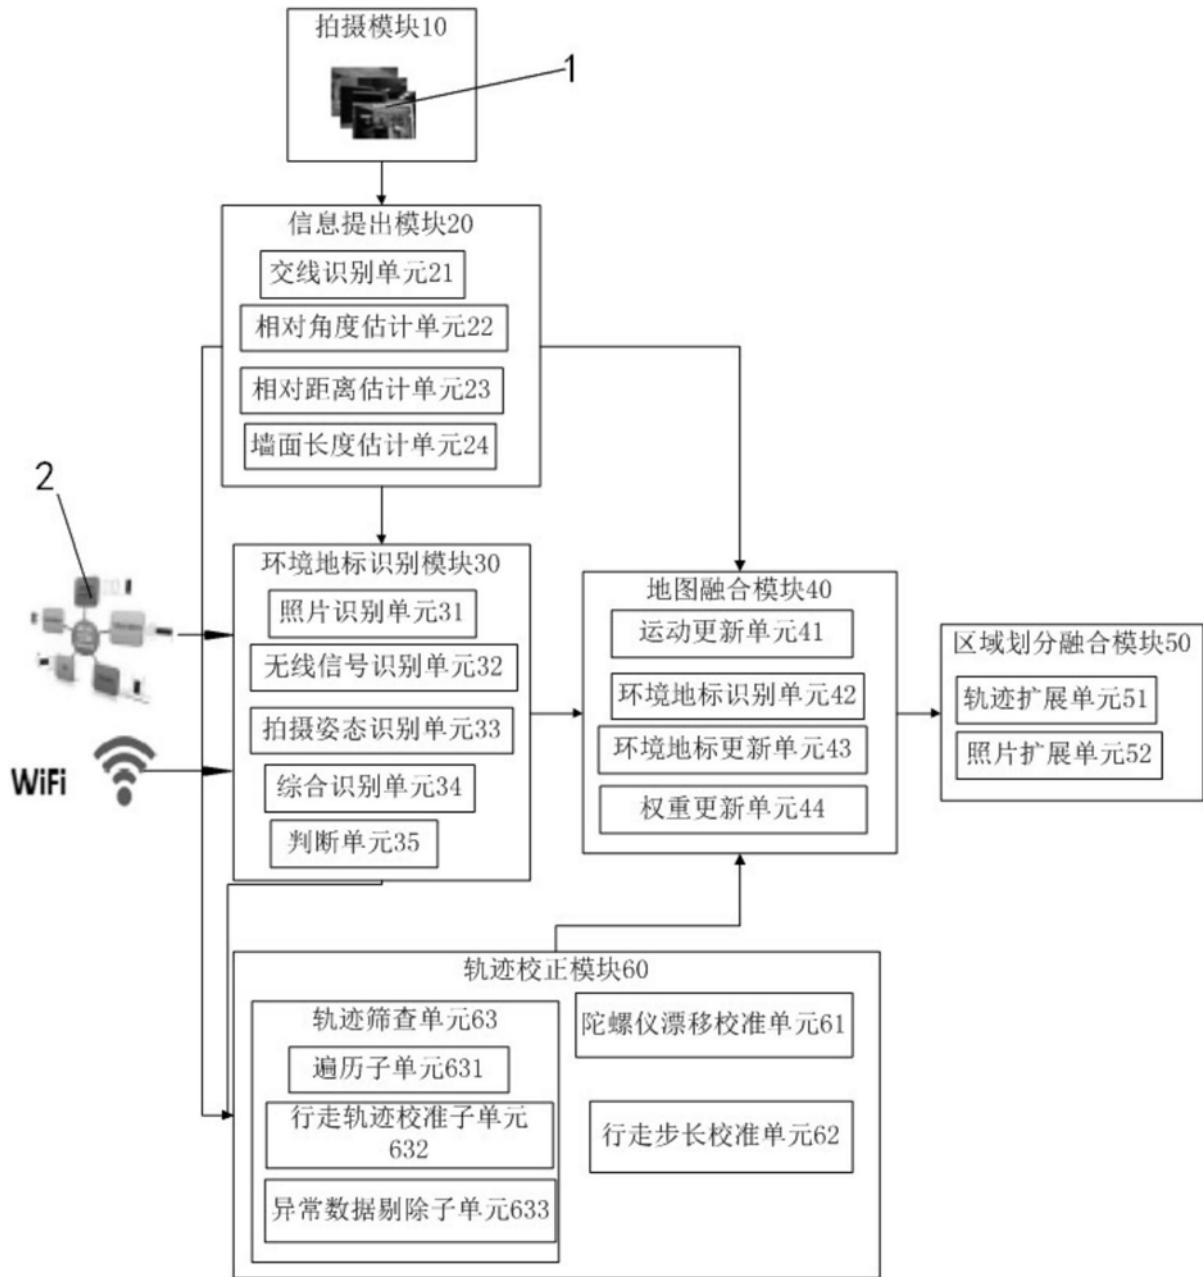 拍摄模块10
1
信息提出模块20
交线识别单元21
相对角度估计单元22
相对距离估计单元23
墙面长度估计单元24
2
环境地标识别模块30
照片识别单元31
无线信号识别单元32
拍摄姿态识别单元33
综合识别单元34
判断单元35
WiFi
地图融合模块40
运动更新单元41
环境地标识别单元42
环境地标更新单元43
权重更新单元44
区域划分融合模块50
轨迹扩展单元51
照片扩展单元52
轨迹校正模块60
轨迹筛查单元63
遍历子单元631
行走轨迹校准子单元
632
异常数据剔除子单元633
陀螺仪漂移校准单元61
行走步长校准单元62